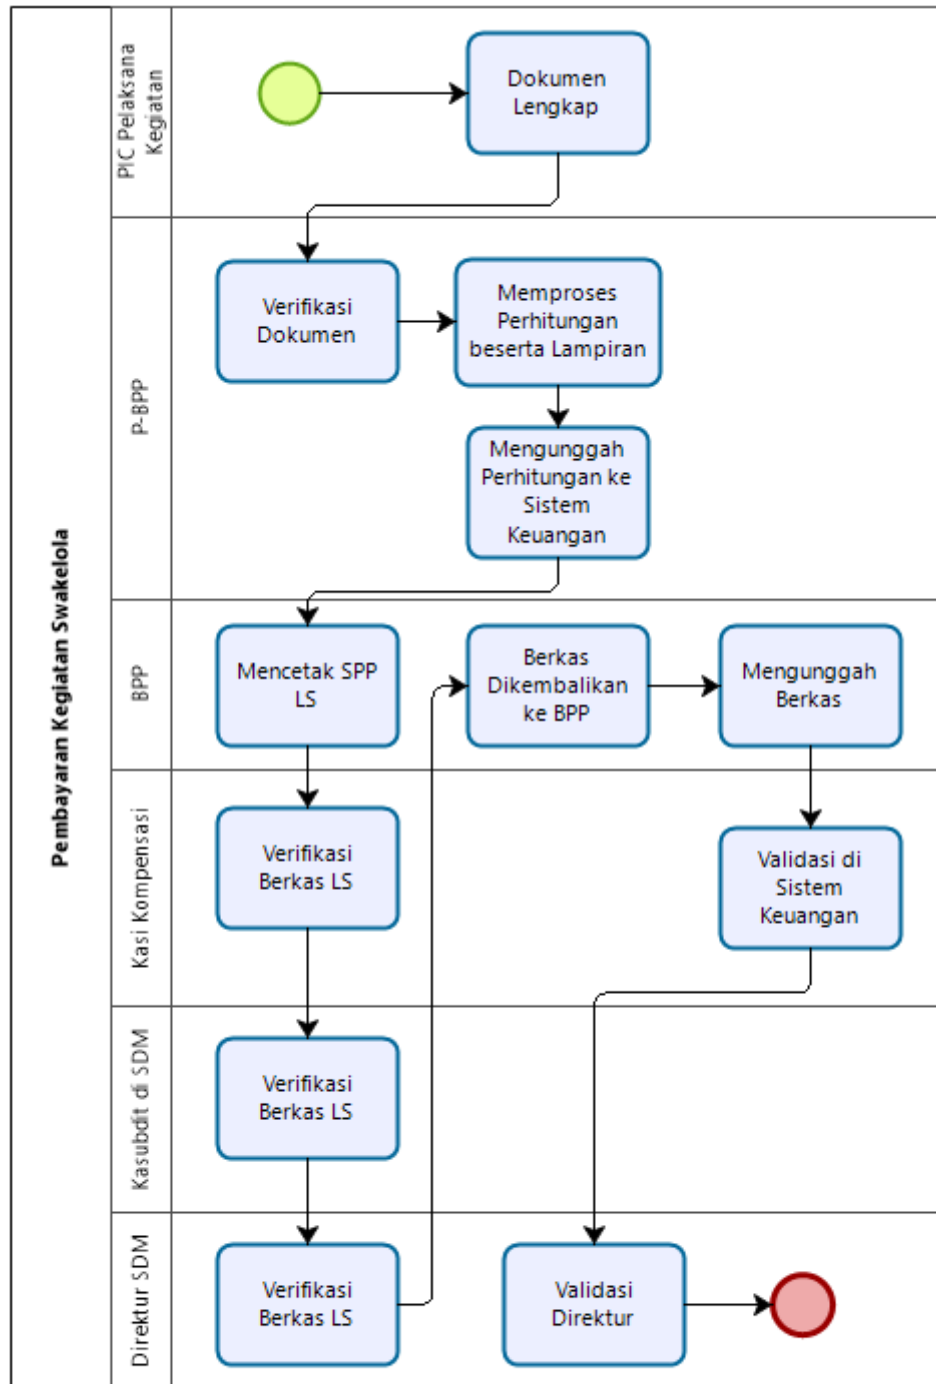 Pembayaran Kegiatan Swakelola
PIC Pelaksana
Kegiatan
Dokumen
Lengkap
P-BPP
Verifikasi
Dokumen
Memproses
Perhitungan
beserta Lampiran
Mengunggah
Perhitungan ke
Sistem
Keuangan
BPP
Mencetak SPP
LS
Berkas
Dikembalikan
ke BPP
Mengunggah
Berkas
Kasi Kompensasi
Verifikasi
Berkas LS
Validasi di
Sistem
Keuangan
Kasubdit di SDM
Verifikasi
Berkas LS
Direktur SDM
Verifikasi
Berkas LS
Validasi
Direktur